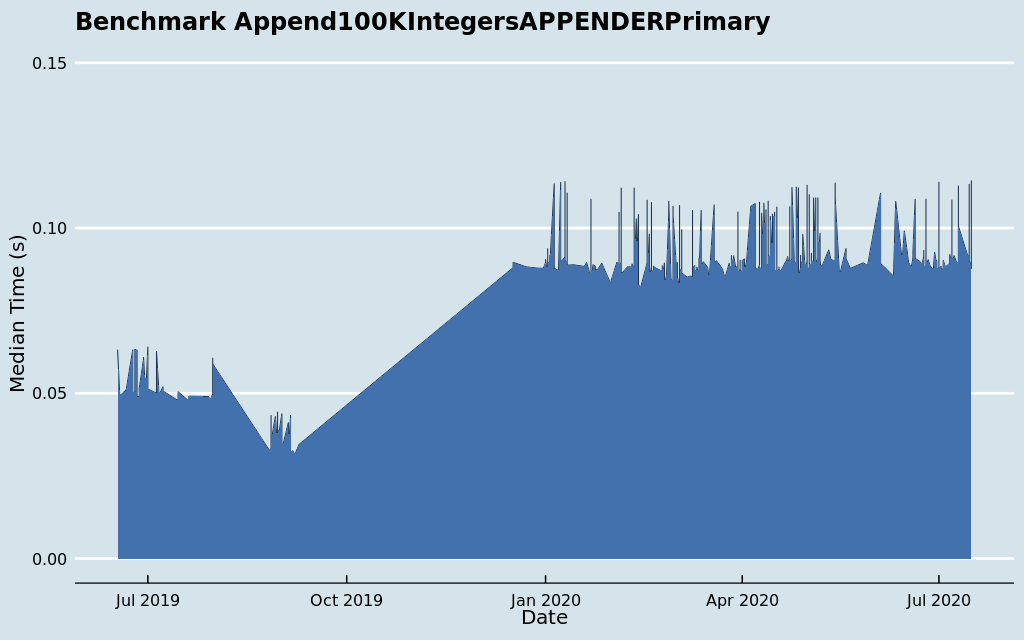 Benchmark Append100KIntegersAPPENDERPrimary
0.15
0.10
0.05
0.00
Median Time (s)
Jul 2019 Oct 2019 Jan 2020 Apr 2020 Jul 2020
Date